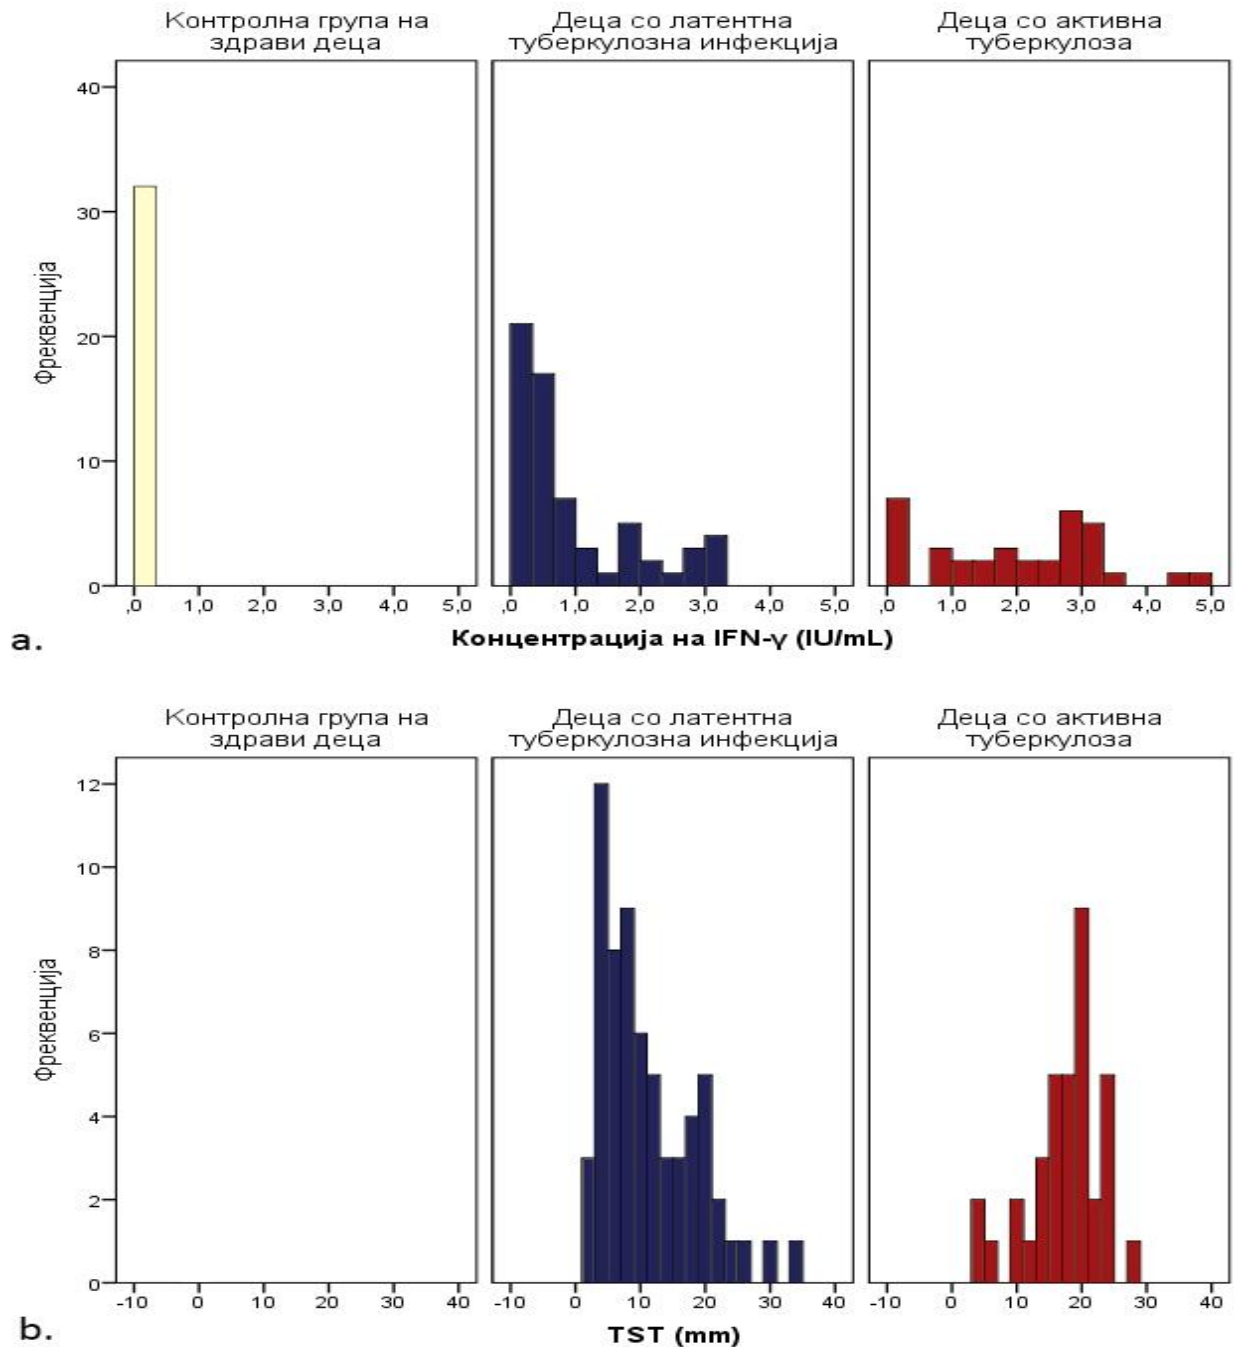 Контролна група на
здрави деца
Деца со латентна
туберкулозна инфекција
Деца со активна
туберкулоза
40
30
20
10
0
Фреквенција
,0 1,0 2,0 3,0 4,0 5,0
,0 1,0 2,0 3,0 4,0 5,0
,0 1,0 2,0 3,0 4,0 5,0
a.
Концентрација на IFN-γ (IU/mL)
Контролна група на
здрави деца
Деца со латентна
туберкулозна инфекција
Деца со активна
туберкулоза
12
10
8
6
4
2
0
Фреквенција
-10 0 10 20 30 40
-10 0 10 20 30 40
-10 0 10 20 30 40
b.
TST (mm)